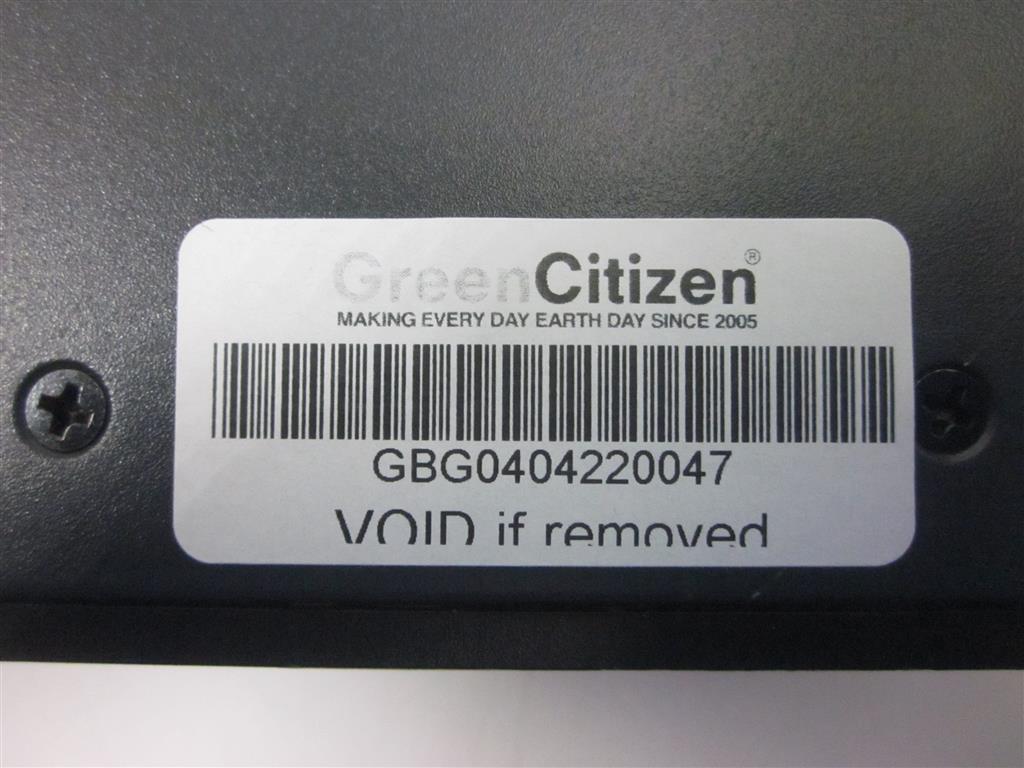 GreenCitizen®
MAKING EVERY DAY EARTH DAY SINCE 2005
GBG0404220047
VOID if removed